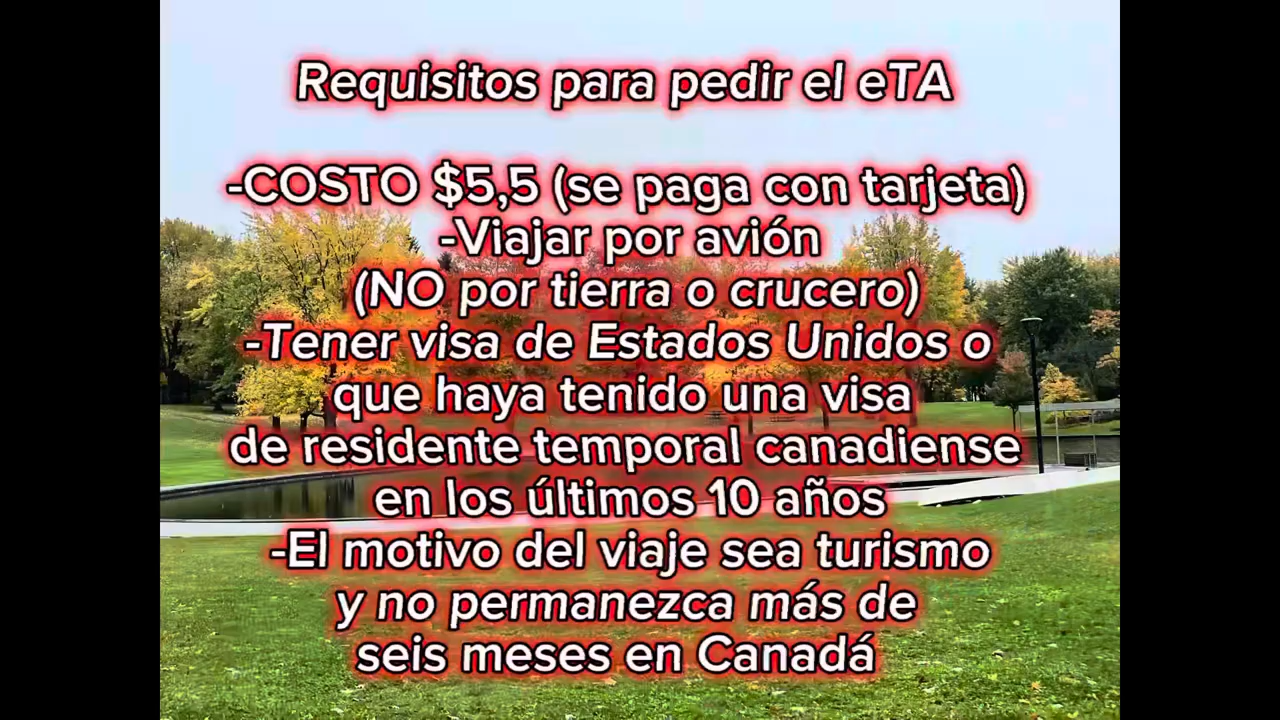 Requisitos para pedir el eTA
-COSTO $5,5 (se paga con tarjeta)
-Viajar por avión
(NO por tierra o crucero)
-Tener visa de Estados Unidos o
que haya tenido una visa
de residente temporal canadiense
en los últimos 10 años
-El motivo del viaje sea turismo
y no permanezca más de
seis meses en Canadá